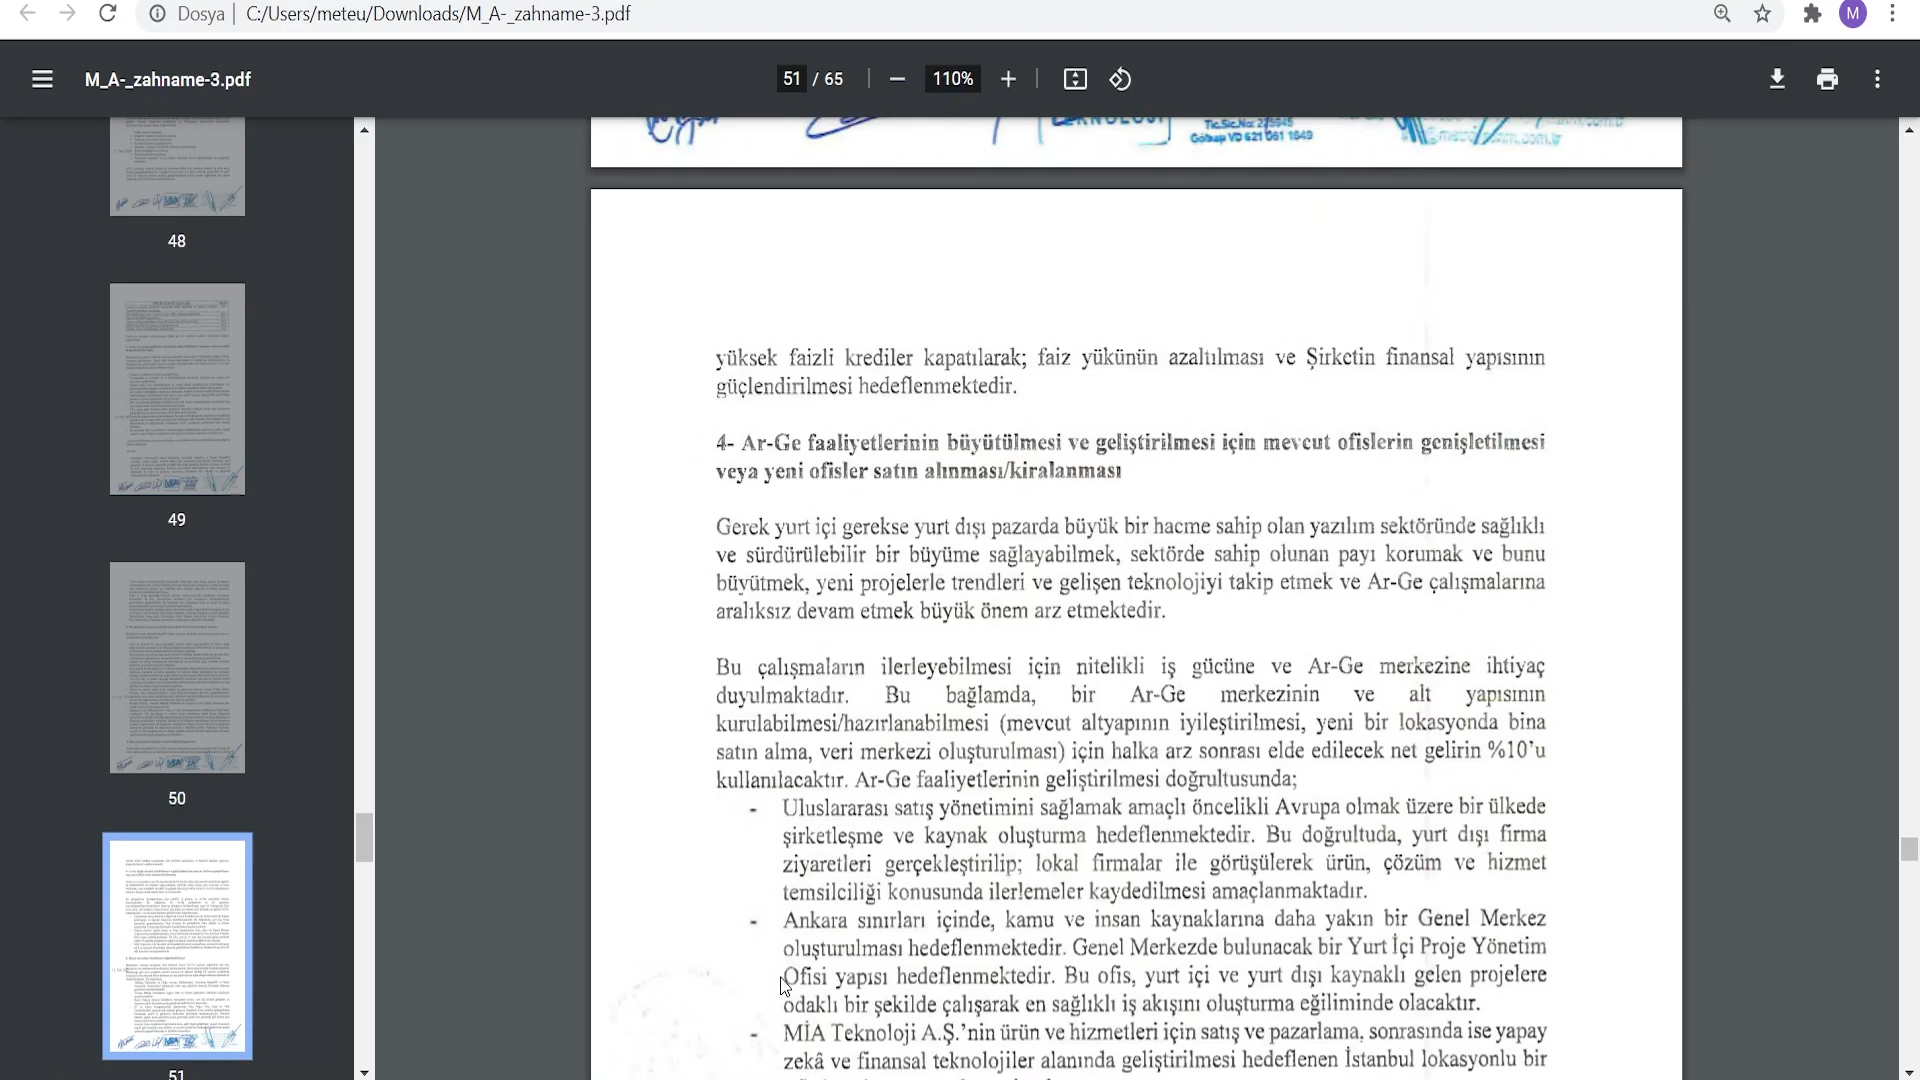 Dosya
C:/Users/meteu/Downloads/M_A-_zahname-3.pdf
M
M_A-_zahname-3.pdf
51 / 65
110%
TEKNOLOJİ
Tic.Sic.No:
Gölbaşı VD 621 061 1649
48
49
50
51
yüksek faizli krediler kapatılarak; faiz yükünün azaltılması ve Şirketin finansal yapısının
güçlendirilmesi hedeflenmektedir.
4- Ar-Ge faaliyetlerinin büyütülmesi ve geliştirilmesi için mevcut ofislerin genişletilmesi
veya yeni ofisler satın alınması/kiralanması
Gerek yurt içi gerekse yurt dışı pazarda büyük bir hacme sahip olan yazılım sektöründe sağlıklı
ve sürdürülebilir bir büyüme sağlayabilmek, sektörde sahip olunan payı korumak ve bunu
büyütmek, yeni projelerle trendleri ve gelişen teknolojiyi takip etmek ve Ar-Ge çalışmalarına
aralıksız devam etmek büyük önem arz etmektedir.
Bu çalışmaların ilerleyebilmesi için nitelikli iş gücüne ve Ar-Ge merkezine ihtiyaç
duyulmaktadır. Bu bağlamda, bir Ar-Ge merkezinin ve alt yapısının
kurulabilmesi/hazırlanabilmesi (mevcut altyapının iyileştirilmesi, yeni bir lokasyonda bina
satın alma, veri merkezi oluşturulması) için halka arz sonrası elde edilecek net gelirin %10’u
kullanılacaktır. Ar-Ge faaliyetlerinin geliştirilmesi doğrultusunda;
- Uluslararası satış yönetimini sağlamak amaçlı öncelikli Avrupa olmak üzere bir ülkede
şirketleşme ve kaynak oluşturma hedeflenmektedir. Bu doğrultuda, yurt dışı firma
ziyaretleri gerçekleştirilip; lokal firmalar ile görüşülerek ürün, çözüm ve hizmet
temsilciliği konusunda ilerlemeler kaydedilmesi amaçlanmaktadır.
- Ankara sınırları içinde, kamu ve insan kaynaklarına daha yakın bir Genel Merkez
oluşturulması hedeflenmektedir. Genel Merkezde bulunacak bir Yurt İçi Proje Yönetim
Ofisi yapısı hedeflenmektedir. Bu ofis, yurt içi ve yurt dışı kaynaklı gelen projelere
odaklı bir şekilde çalışarak en sağlıklı iş akışını oluşturma eğiliminde olacaktır.
- MİA Teknoloji A.Ş.’nin ürün ve hizmetleri için satış ve pazarlama, sonrasında ise yapay
zekâ ve finansal teknolojiler alanında geliştirilmesi hedeflenen İstanbul lokasyonlu bir